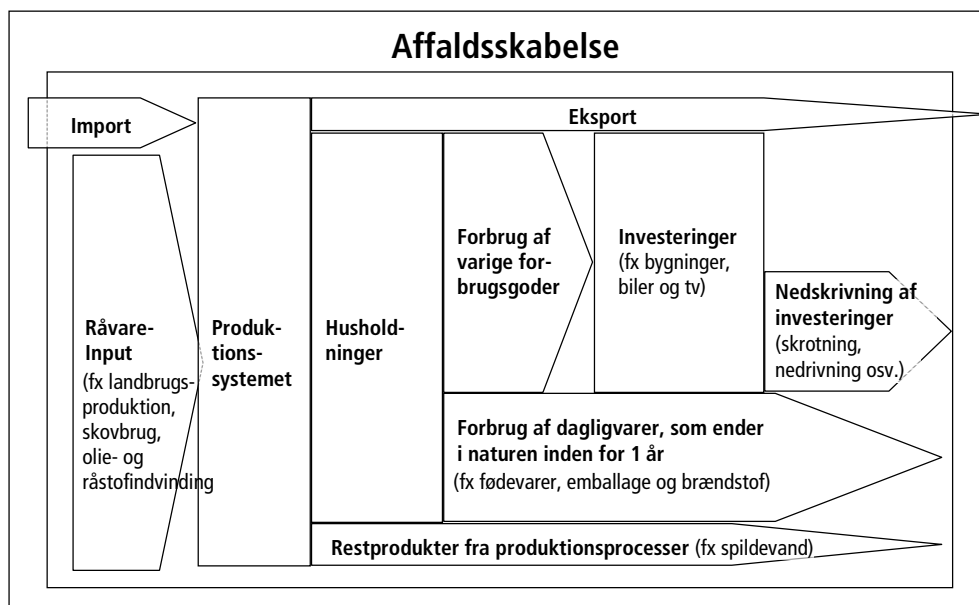 Affaldsskabelse
Import
Eksport
Råvare-
Input
(fx landbrugs-
produktion,
skovbrug,
olie- og
råstofindvinding
Produk-
tions-
systemet
Hushold-
ninger
Forbrug af
varige for-
brugsgoder
Investeringer
(fx bygninger,
biler og tv)
Nedskrivning af
investeringer
(skrotning,
nedrivning osv.)
Forbrug af dagligvarer, som ender
i naturen inden for 1 år
(fx fødevarer, emballage og brændstof)
Restprodukter fra produktionsprocesser (fx spildevand)